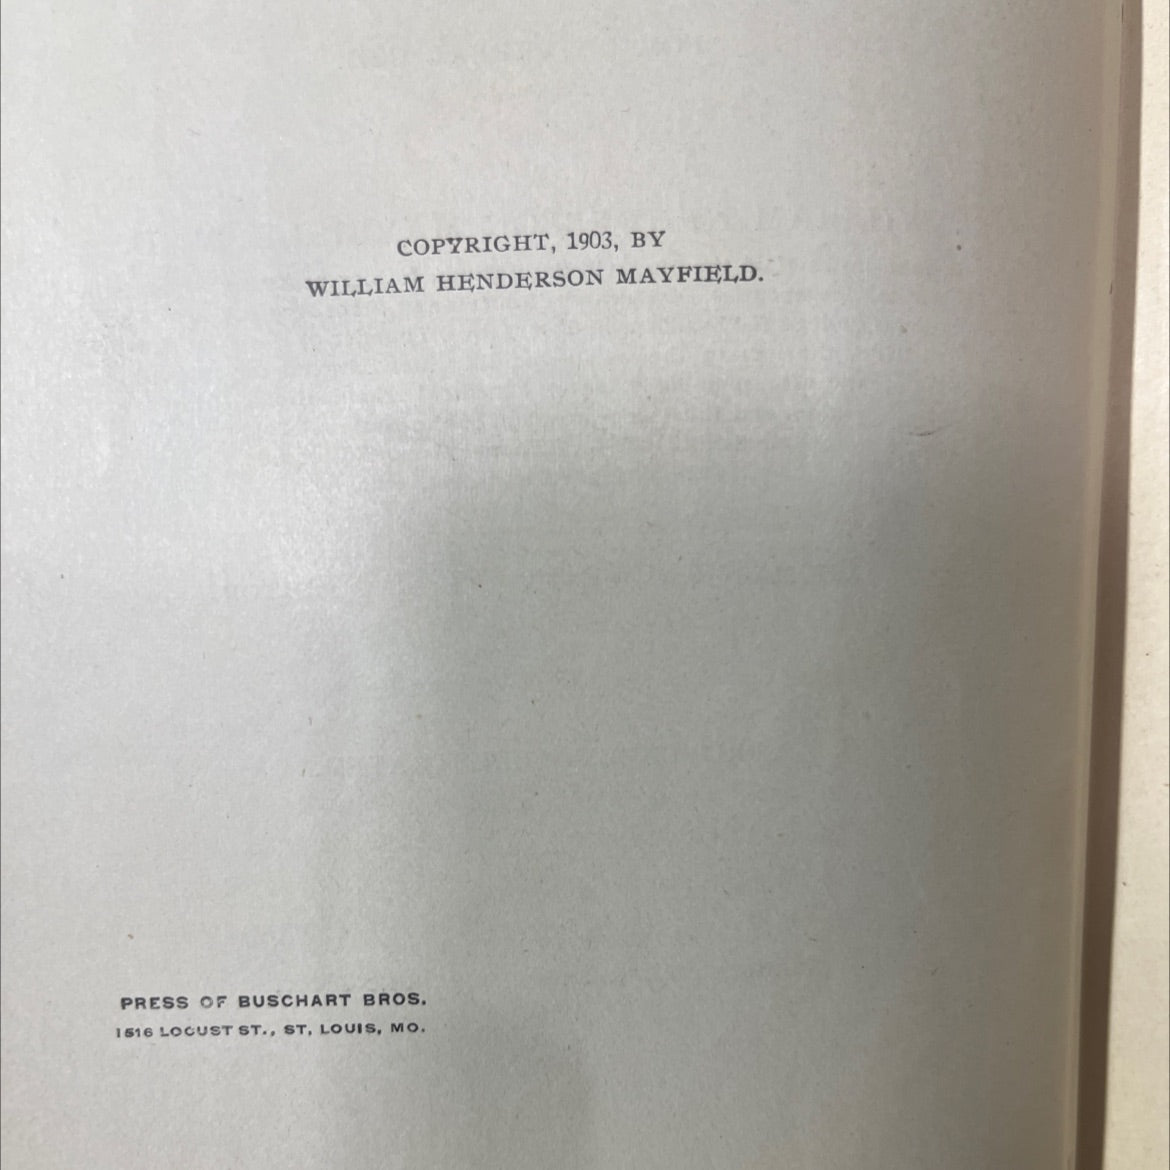 COPYRIGHT, 1903, BY
WILLIAM HENDERSON MAYFIELD.
PRESS OF BUSCHART BROS.
1516 LOCUST ST., ST. LOUIS, MO.